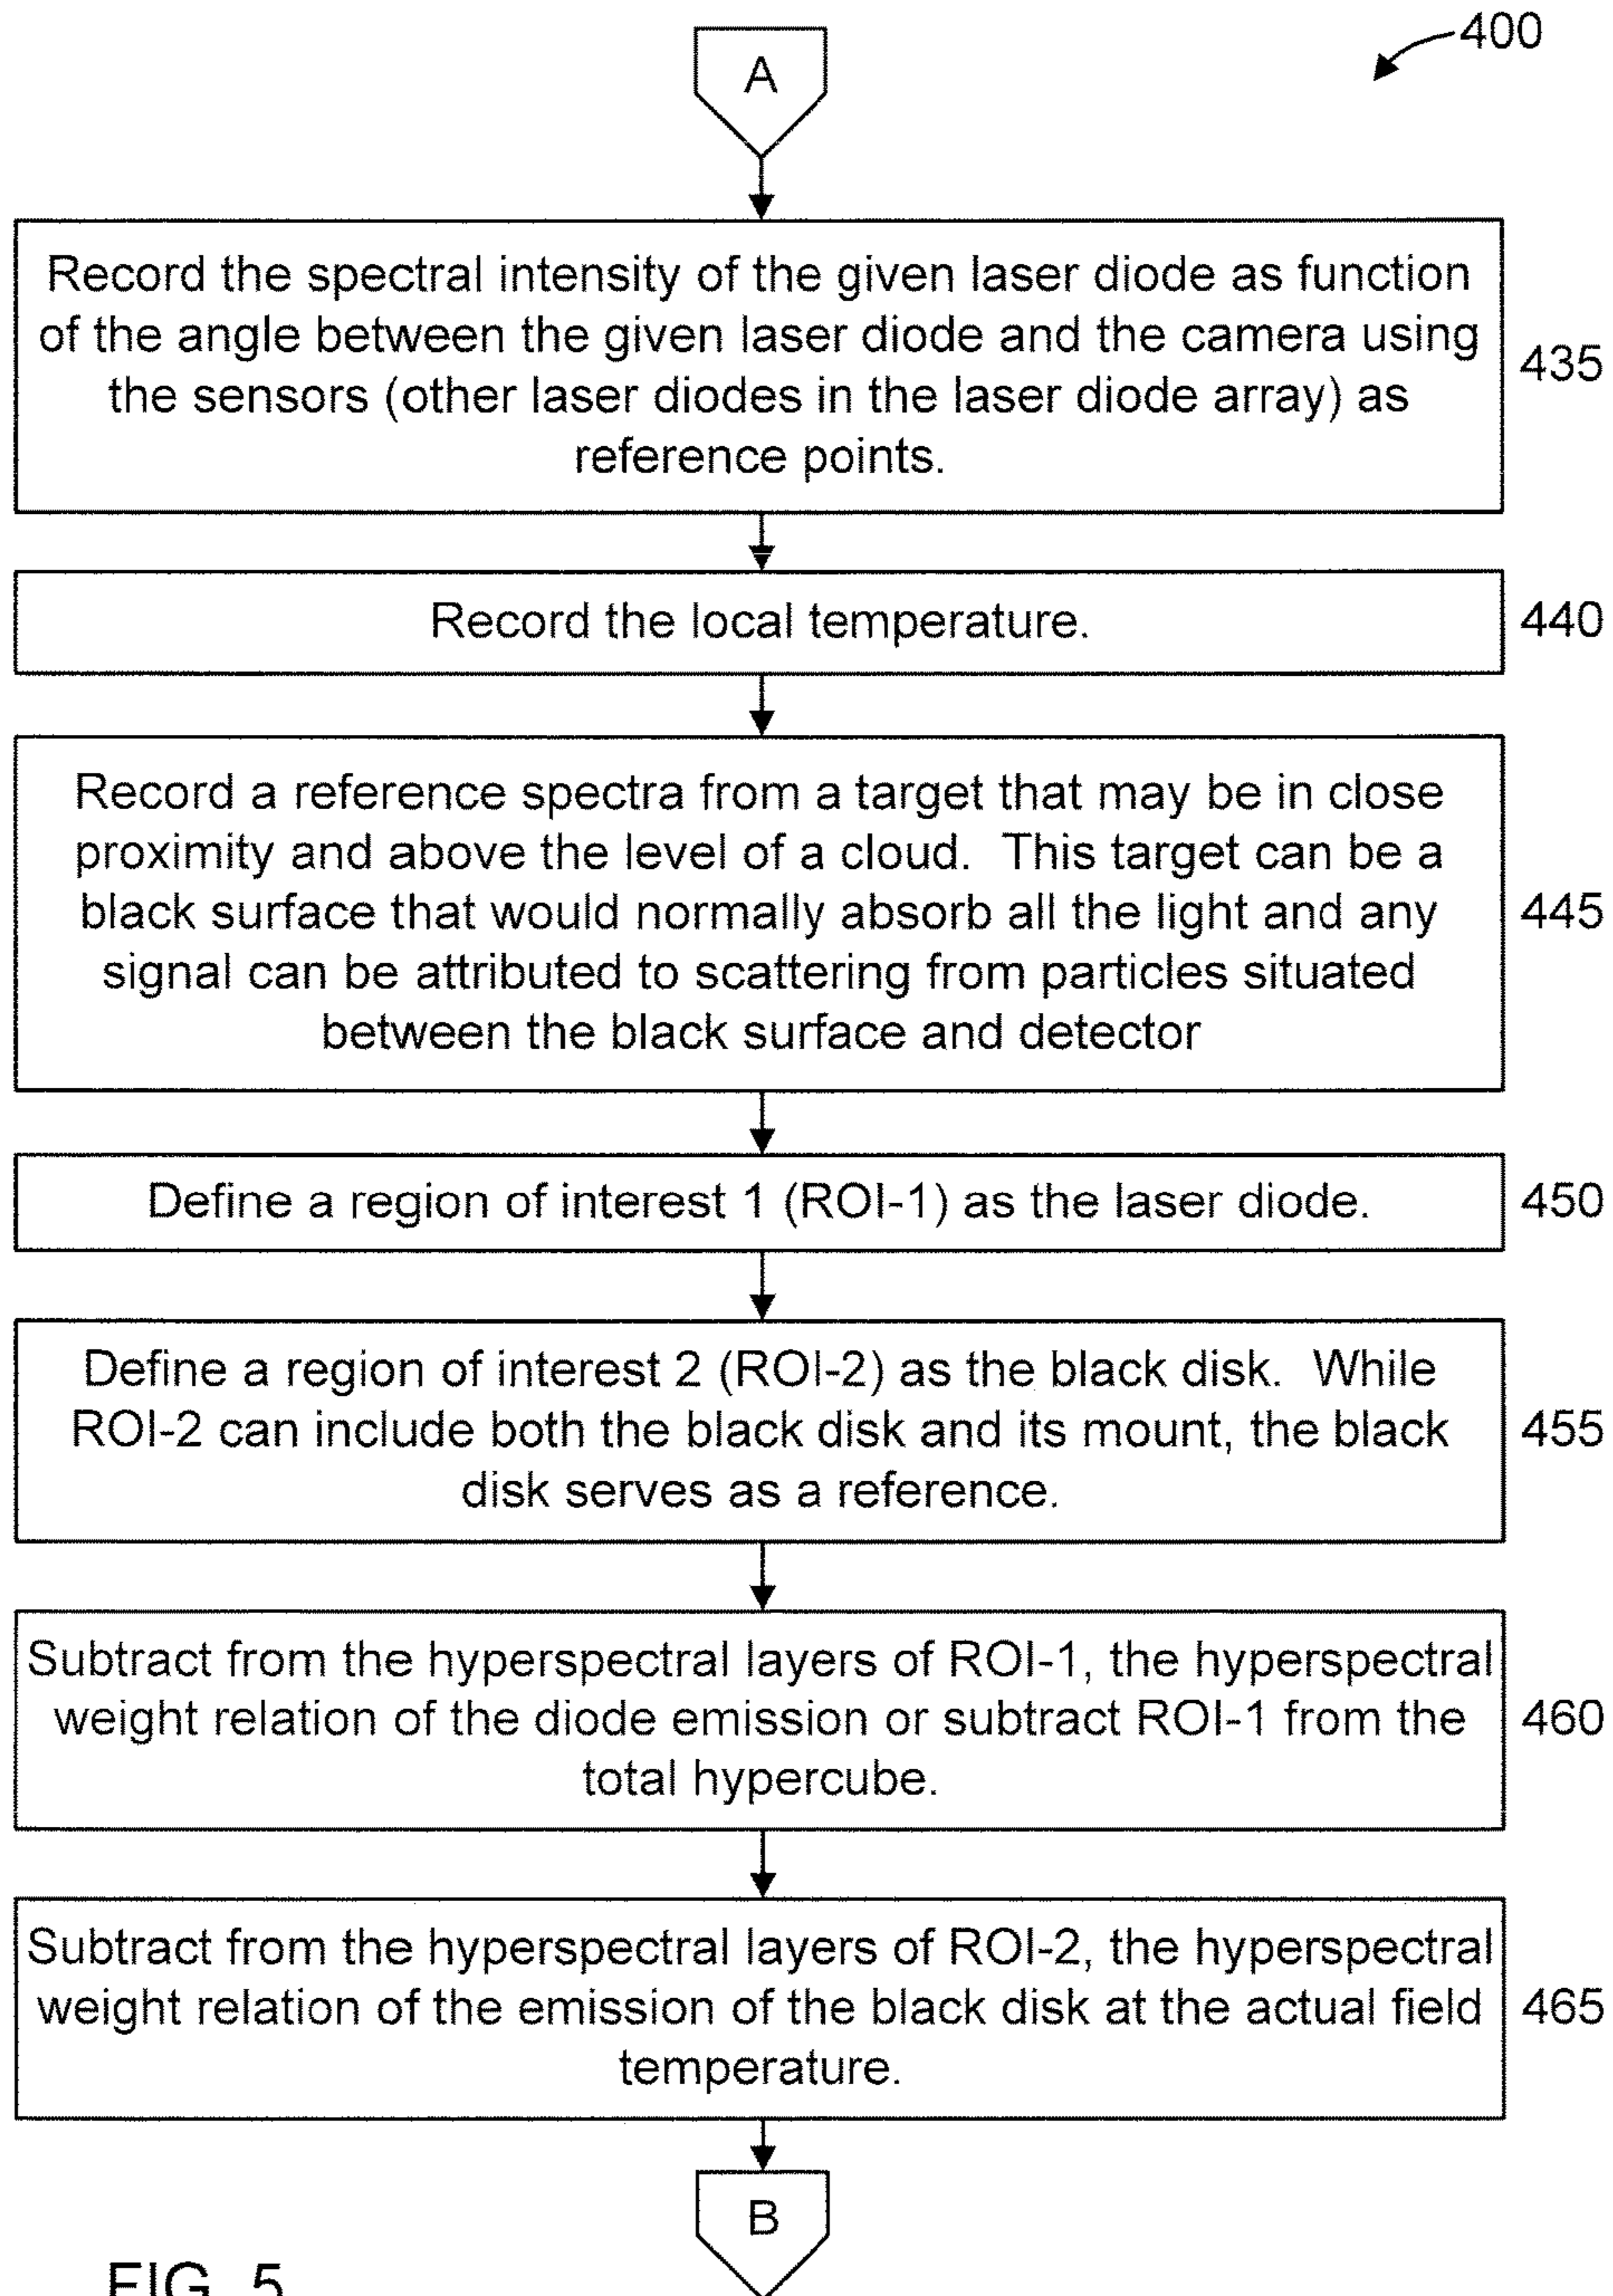 400
A
Record the spectral intensity of the given laser diode as function
of the angle between the given laser diode and the camera using
the sensors (other laser diodes in the laser diode array) as
reference points.
435
Record the local temperature.
440
Record a reference spectra from a target that may be in close
proximity and above the level of a cloud. This target can be a
black surface that would normally absorb all the light and any
signal can be attributed to scattering from particles situated
between the black surface and detector
445
Define a region of interest 1 (ROI-1) as the laser diode.
450
Define a region of interest 2 (ROI-2) as the black disk. While
ROI-2 can include both the black disk and its mount, the black
disk serves as a reference.
455
Subtract from the hyperspectral layers of ROI-1, the hyperspectral
weight relation of the diode emission or subtract ROI-1 from the
total hypercube.
460
Subtract from the hyperspectral layers of ROI-2, the hyperspectral
weight relation of the emission of the black disk at the actual field
temperature.
465
B
FIG. 5